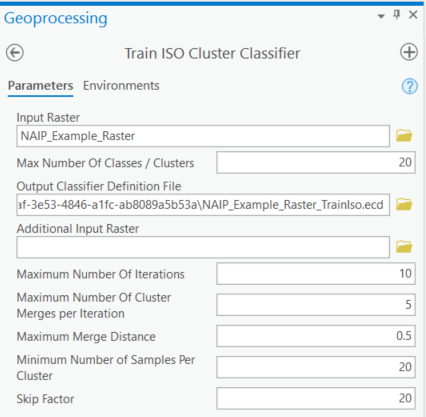 Geoprocessing
Train ISO Cluster Classifier
Parameters Environments
Input Raster
NAIP_Example_Raster
Max Number Of Classes / Clusters 20
Output Classifier Definition File
af-3e53-4846-a1fc-ab8089a5b53a\NAIP_Example_Raster_TrainIso.ecd
Additional Input Raster
Maximum Number Of Iterations 10
Maximum Number Of Cluster
Merges per Iteration 5
Maximum Merge Distance 0.5
Minimum Number of Samples Per
Cluster 20
Skip Factor 20